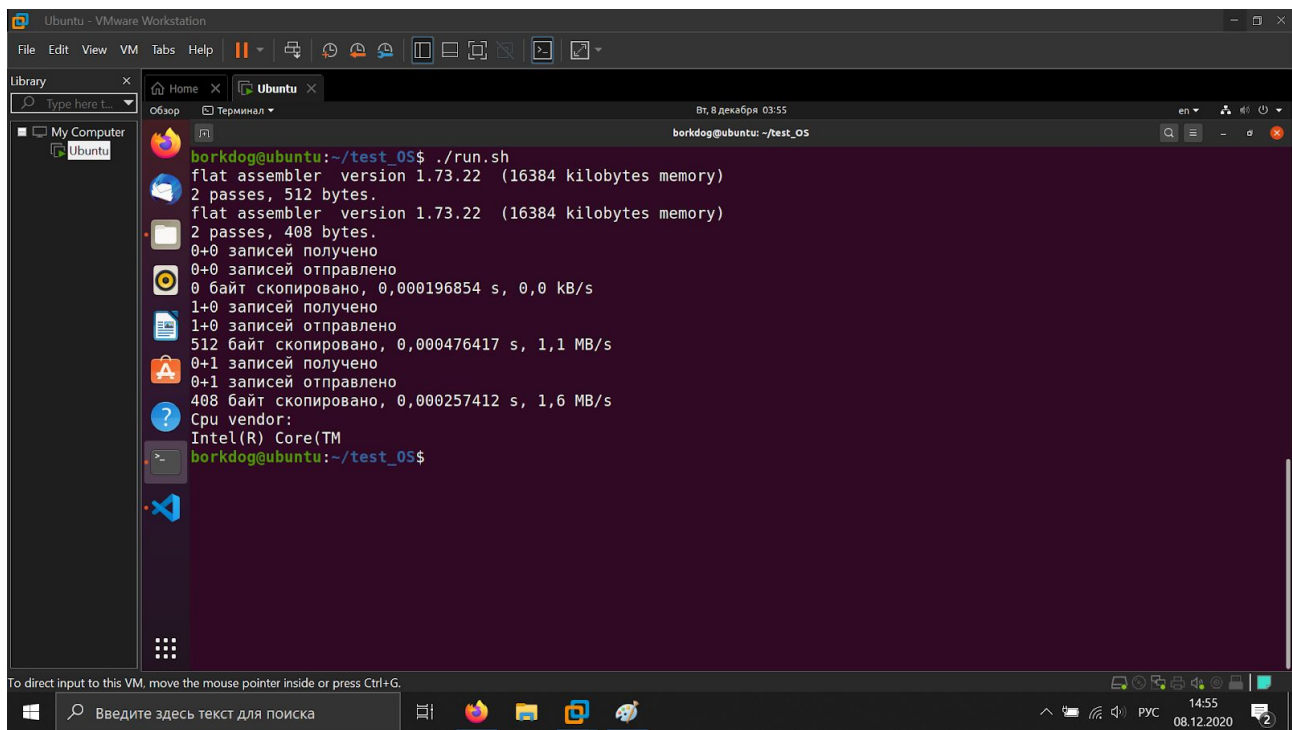 Ubuntu - VMware Workstation
File Edit View VM Tabs Help
Library
Type here t...
My Computer
Ubuntu
Home
Ubuntu
Обзор
Терминал
Вт, 8 декабря 03:55
en
borkdog@ubuntu: ~/test_OS
borkdog@ubuntu:~/test_OS$ ./run.sh
flat assembler  version 1.73.22  (16384 kilobytes memory)
2 passes, 512 bytes.
flat assembler  version 1.73.22  (16384 kilobytes memory)
2 passes, 408 bytes.
0+0 записей получено
0+0 записей отправлено
0 байт скопировано, 0,000196854 s, 0,0 kB/s
1+0 записей получено
1+0 записей отправлено
512 байт скопировано, 0,000476417 s, 1,1 MB/s
0+1 записей получено
0+1 записей отправлено
408 байт скопировано, 0,000257412 s, 1,6 MB/s
Cpu vendor:
Intel(R) Core(TM
borkdog@ubuntu:~/test_OS$
To direct input to this VM, move the mouse pointer inside or press Ctrl+G.
Введите здесь текст для поиска
РУС
14:55
08.12.2020
2